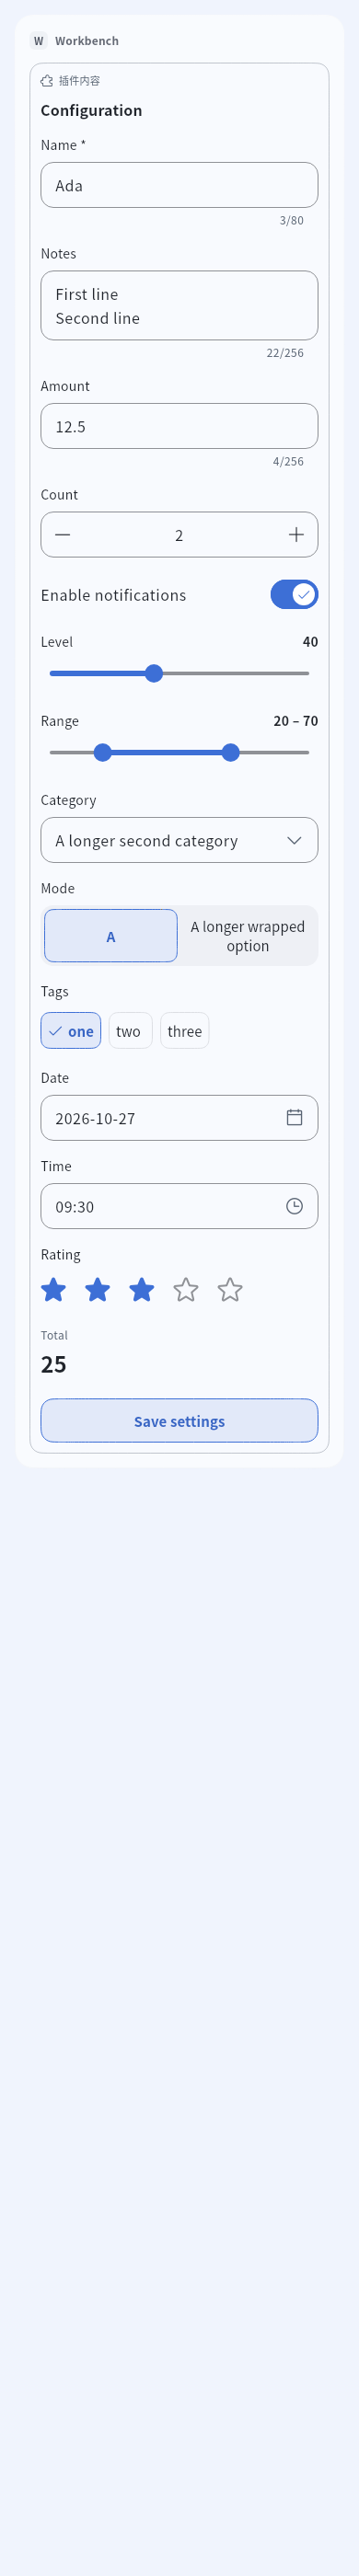 W Workbench
插件内容
Configuration
Name *
Ada
3/80
Notes
First line
Second line
22/256
Amount
12.5
4/256
Count
2
Enable notifications
Level 40
Range 20 – 70
Category
A longer second category
Mode
A
A longer wrapped
option
Tags
one two three
Date
2026-10-27
Time
09:30
Rating
Total
25
Save settings